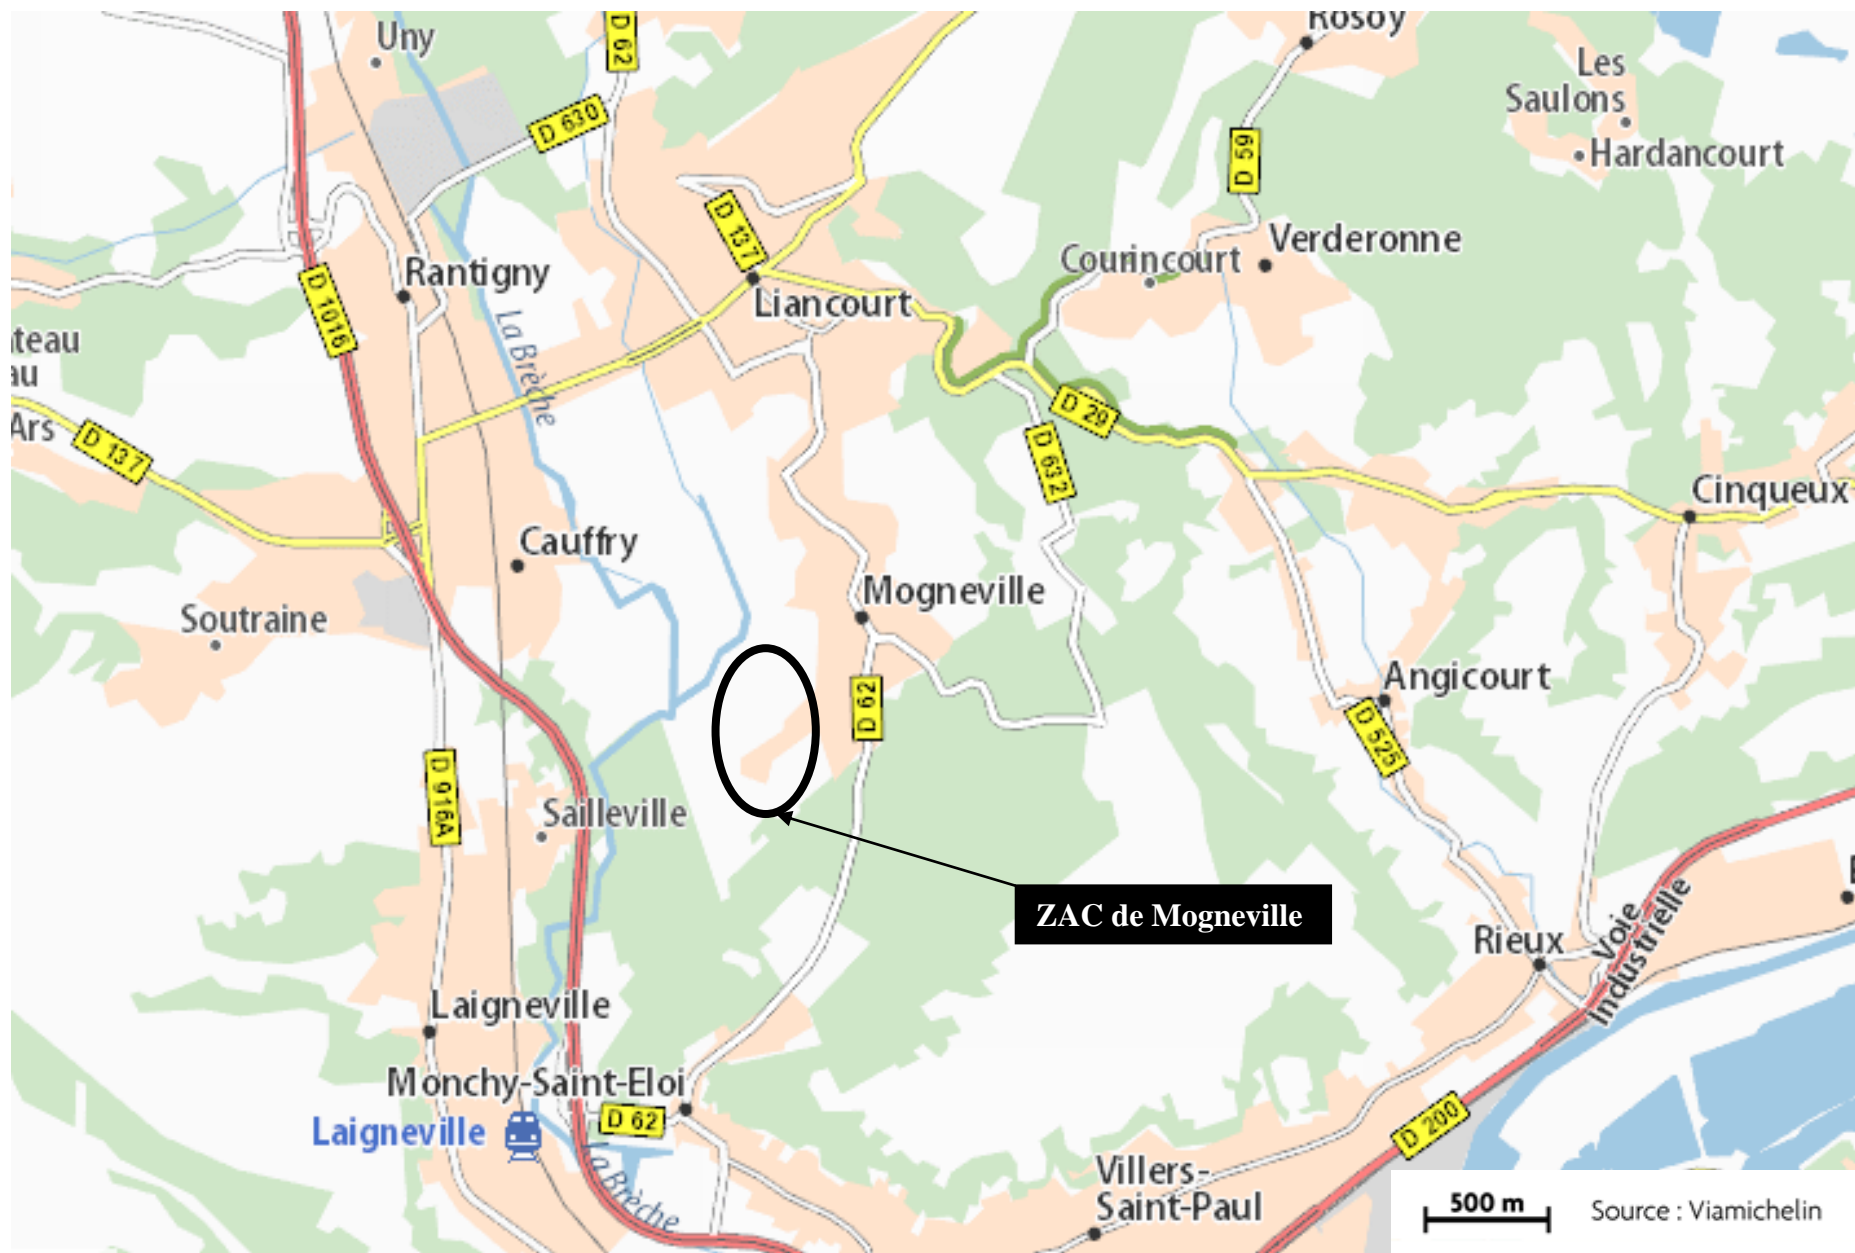 Uny
D 62
Rosoy
Les
Saulons
Hardancourt
D 630
D 59
D 137
Verderonne
Courincourt
Rantigny
D 1016
Liancourt
La Brèche
teau
au
Ars
D 137
D 29
D 632
Cinqueux
Cauffry
Mogneville
Soutraine
Angicourt
D 62
D 525
D 916A
Sailleville
ZAC de Mogneville
Rieux
Voie
Industrielle
Laigneville
Monchy-Saint-Eloi
D 62
Laigneville
D 200
La Brèche
Villers-
Saint-Paul
500 m
Source : Viamichelin